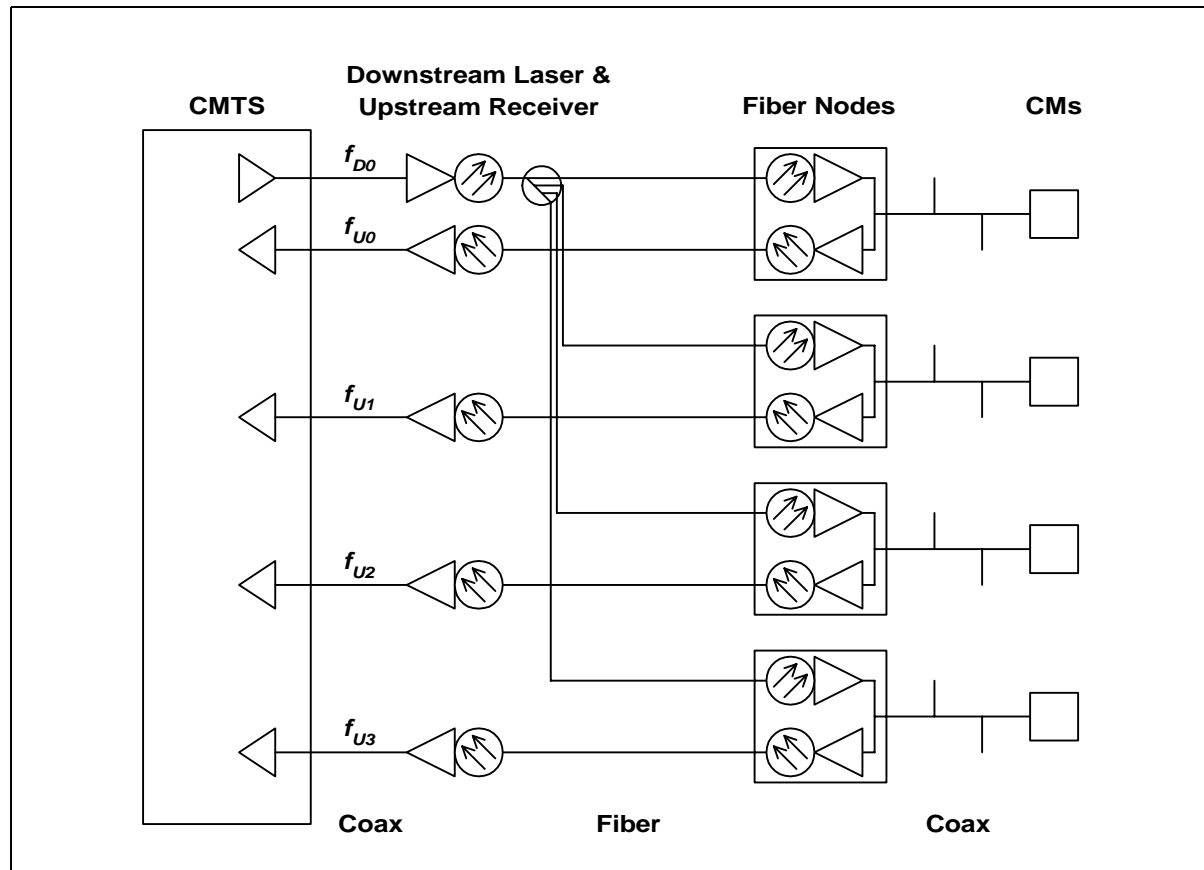 Downstream Laser &
Upstream Receiver
CMTS
Fiber Nodes
CMs
fD0
fU0
fU1
fU2
fU3
Coax
Fiber
Coax